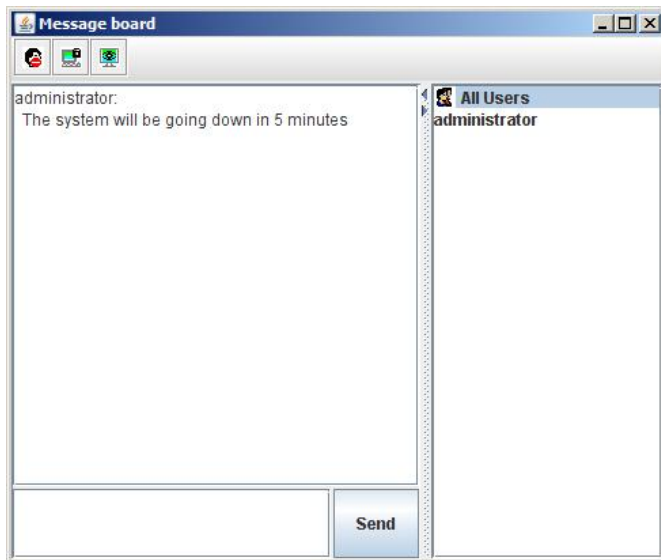 Message board
administrator:
The system will be going down in 5 minutes
All Users
administrator
Send